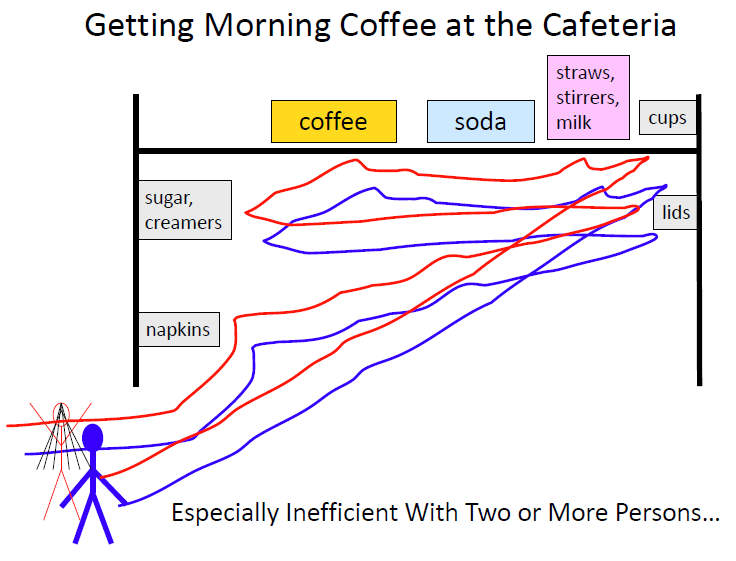 Getting Morning Coffee at the Cafeteria
straws,
stirrers,
milk
coffee
soda
cups
sugar,
creamers
lids
napkins
Especially Inefficient With Two or More Persons…